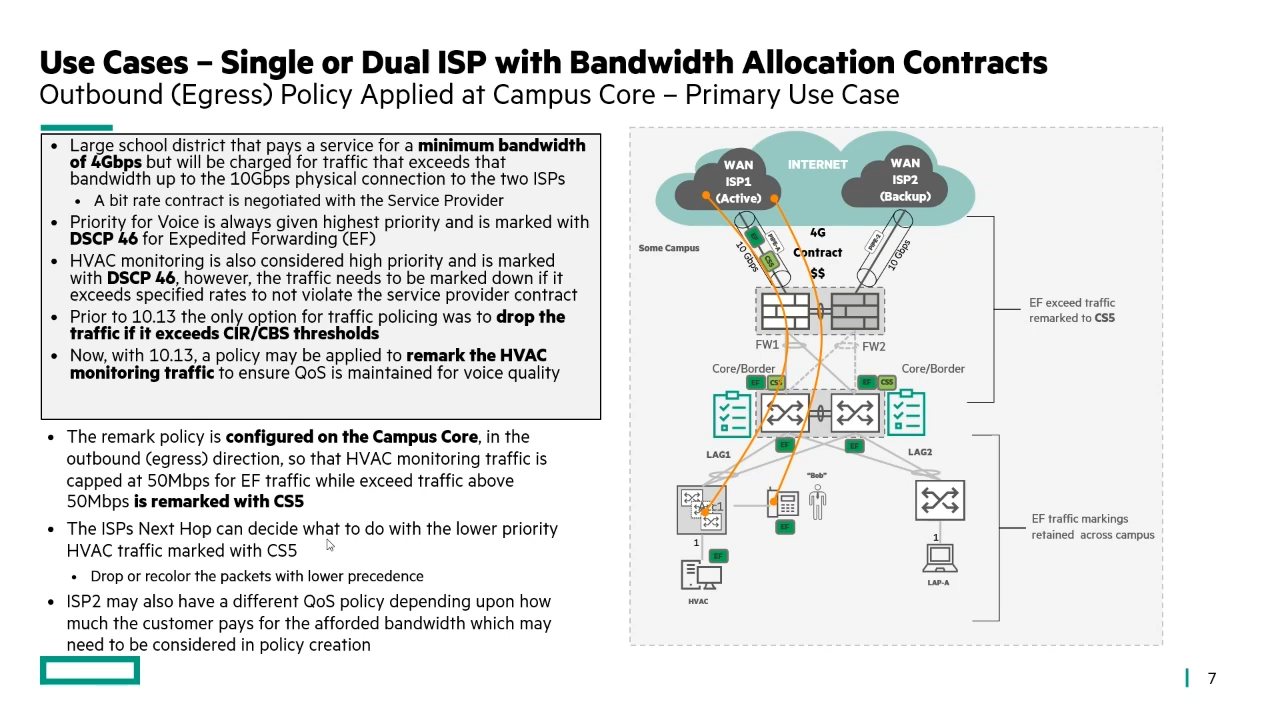 Use Cases – Single or Dual ISP with Bandwidth Allocation Contracts
Outbound (Egress) Policy Applied at Campus Core – Primary Use Case
• Large school district that pays a service for a minimum bandwidth
of 4Gbps but will be charged for traffic that exceeds that
bandwidth up to the 10Gbps physical connection to the two ISPs
• A bit rate contract is negotiated with the Service Provider
• Priority for Voice is always given highest priority and is marked with
DSCP 46 for Expedited Forwarding (EF)
• HVAC monitoring is also considered high priority and is marked
with DSCP 46, however, the traffic needs to be marked down if it
exceeds specified rates to not violate the service provider contract
• Prior to 10.13 the only option for traffic policing was to drop the
traffic if it exceeds CIR/CBS thresholds
• Now, with 10.13, a policy may be applied to remark the HVAC
monitoring traffic to ensure QoS is maintained for voice quality
• The remark policy is configured on the Campus Core, in the
outbound (egress) direction, so that HVAC monitoring traffic is
capped at 50Mbps for EF traffic while exceed traffic above
50Mbps is remarked with CS5
• The ISPs Next Hop can decide what to do with the lower priority
HVAC traffic marked with CS5
• Drop or recolor the packets with lower precedence
• ISP2 may also have a different QoS policy depending upon how
much the customer pays for the afforded bandwidth which may
need to be considered in policy creation
INTERNET
WAN
ISP1
(Active)
WAN
ISP2
(Backup)
Some Campus
EF
CS5
PIPE-A
10 Gbps
4G
Contract
$$
PIPE-2
10 Gbps
FW1
FW2
EF exceed traffic
remarked to CS5
Core/Border
Core/Border
EF
CS5
EF
CS5
EF
EF
LAG1
LAG2
Acc1
"Bob"
EF
1
EF
HVAC
1
LAP-A
EF traffic markings
retained across campus
7